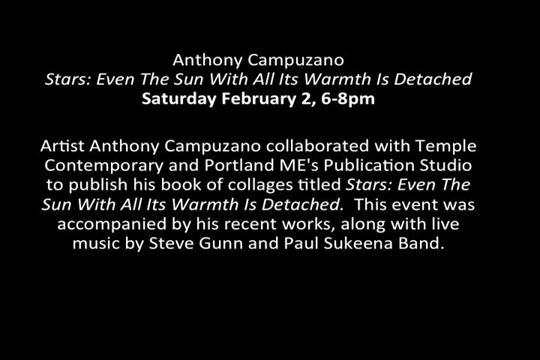 Anthony Campuzano
Stars: Even The Sun With All Its Warmth Is Detached
Saturday February 2, 6-8pm
Artist Anthony Campuzano collaborated with Temple
Contemporary and Portland ME's Publication Studio
to publish his book of collages titled Stars: Even The
Sun With All Its Warmth Is Detached.  This event was
accompanied by his recent works, along with live
music by Steve Gunn and Paul Sukeena Band.